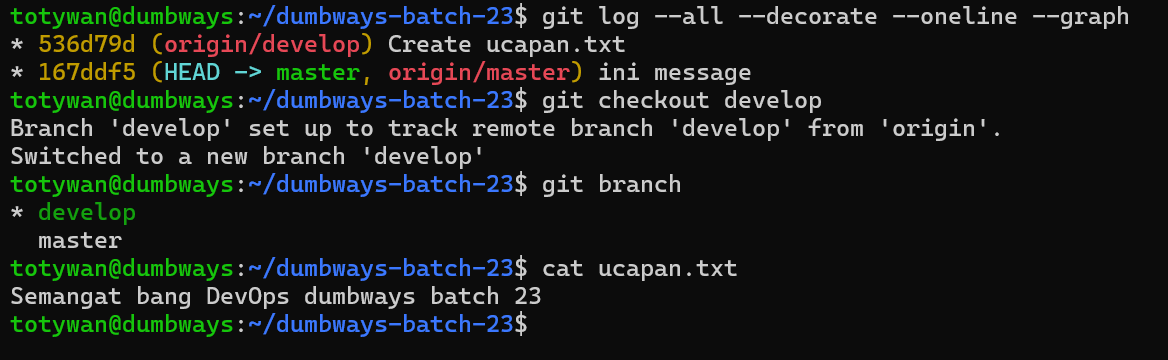 totywan@dumbways:~/dumbways-batch-23$ git log --all --decorate --oneline --graph
* 536d79d (origin/develop) Create ucapan.txt
* 167ddf5 (HEAD -> master, origin/master) ini message
totywan@dumbways:~/dumbways-batch-23$ git checkout develop
Branch 'develop' set up to track remote branch 'develop' from 'origin'.
Switched to a new branch 'develop'
totywan@dumbways:~/dumbways-batch-23$ git branch
* develop
  master
totywan@dumbways:~/dumbways-batch-23$ cat ucapan.txt
Semangat bang DevOps dumbways batch 23
totywan@dumbways:~/dumbways-batch-23$